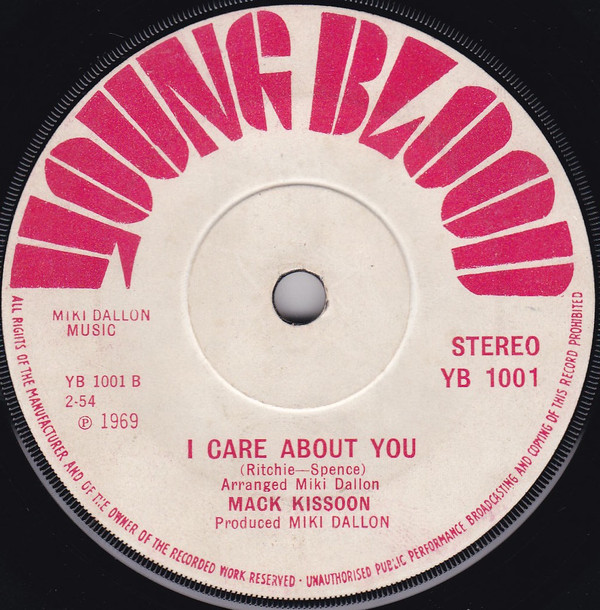 YOUNG BLOOD
MIKI DALLON
MUSIC
STEREO
YB 1001
YB 1001 B
2-54
℗ 1969
I CARE ABOUT YOU
(Ritchie—Spence)
Arranged Miki Dallon
MACK KISSOON
Produced MIKI DALLON
ALL RIGHTS OF THE MANUFACTURER AND OF THE OWNER OF THE RECORDED WORK RESERVED · UNAUTHORISED PUBLIC PERFORMANCE BROADCASTING AND COPYING OF THIS RECORD PROHIBITED